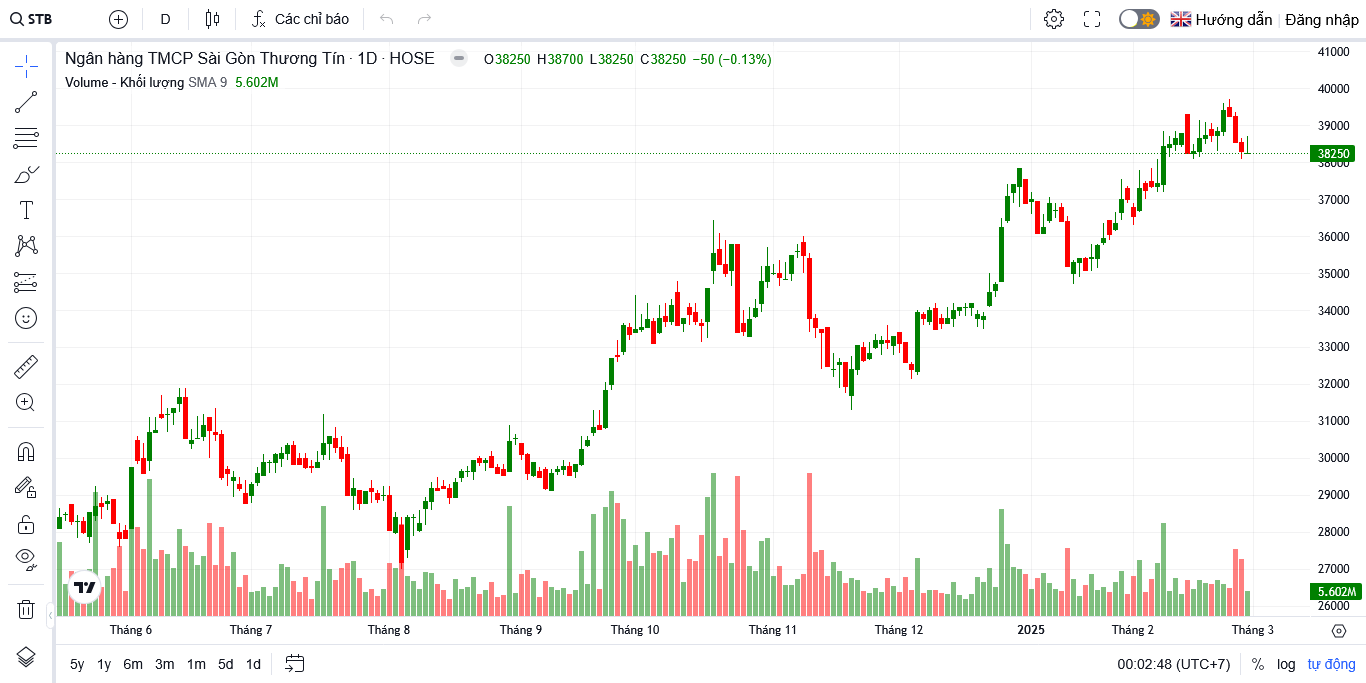 STB D Các chỉ báo Hướng dẫn Đăng nhập
Ngân hàng TMCP Sài Gòn Thương Tín · 1D · HOSE O38250 H38700 L38250 C38250 −50 (−0.13%)
Volume - Khối lượng SMA 9 5.602M
41000
40000
39000
38250
38000
37000
36000
35000
34000
33000
32000
31000
30000
29000
28000
27000
5.602M
26000
Tháng 6 Tháng 7 Tháng 8 Tháng 9 Tháng 10 Tháng 11 Tháng 12 2025 Tháng 2 Tháng 3
5y 1y 6m 3m 1m 5d 1d 00:02:48 (UTC+7) % log tự động